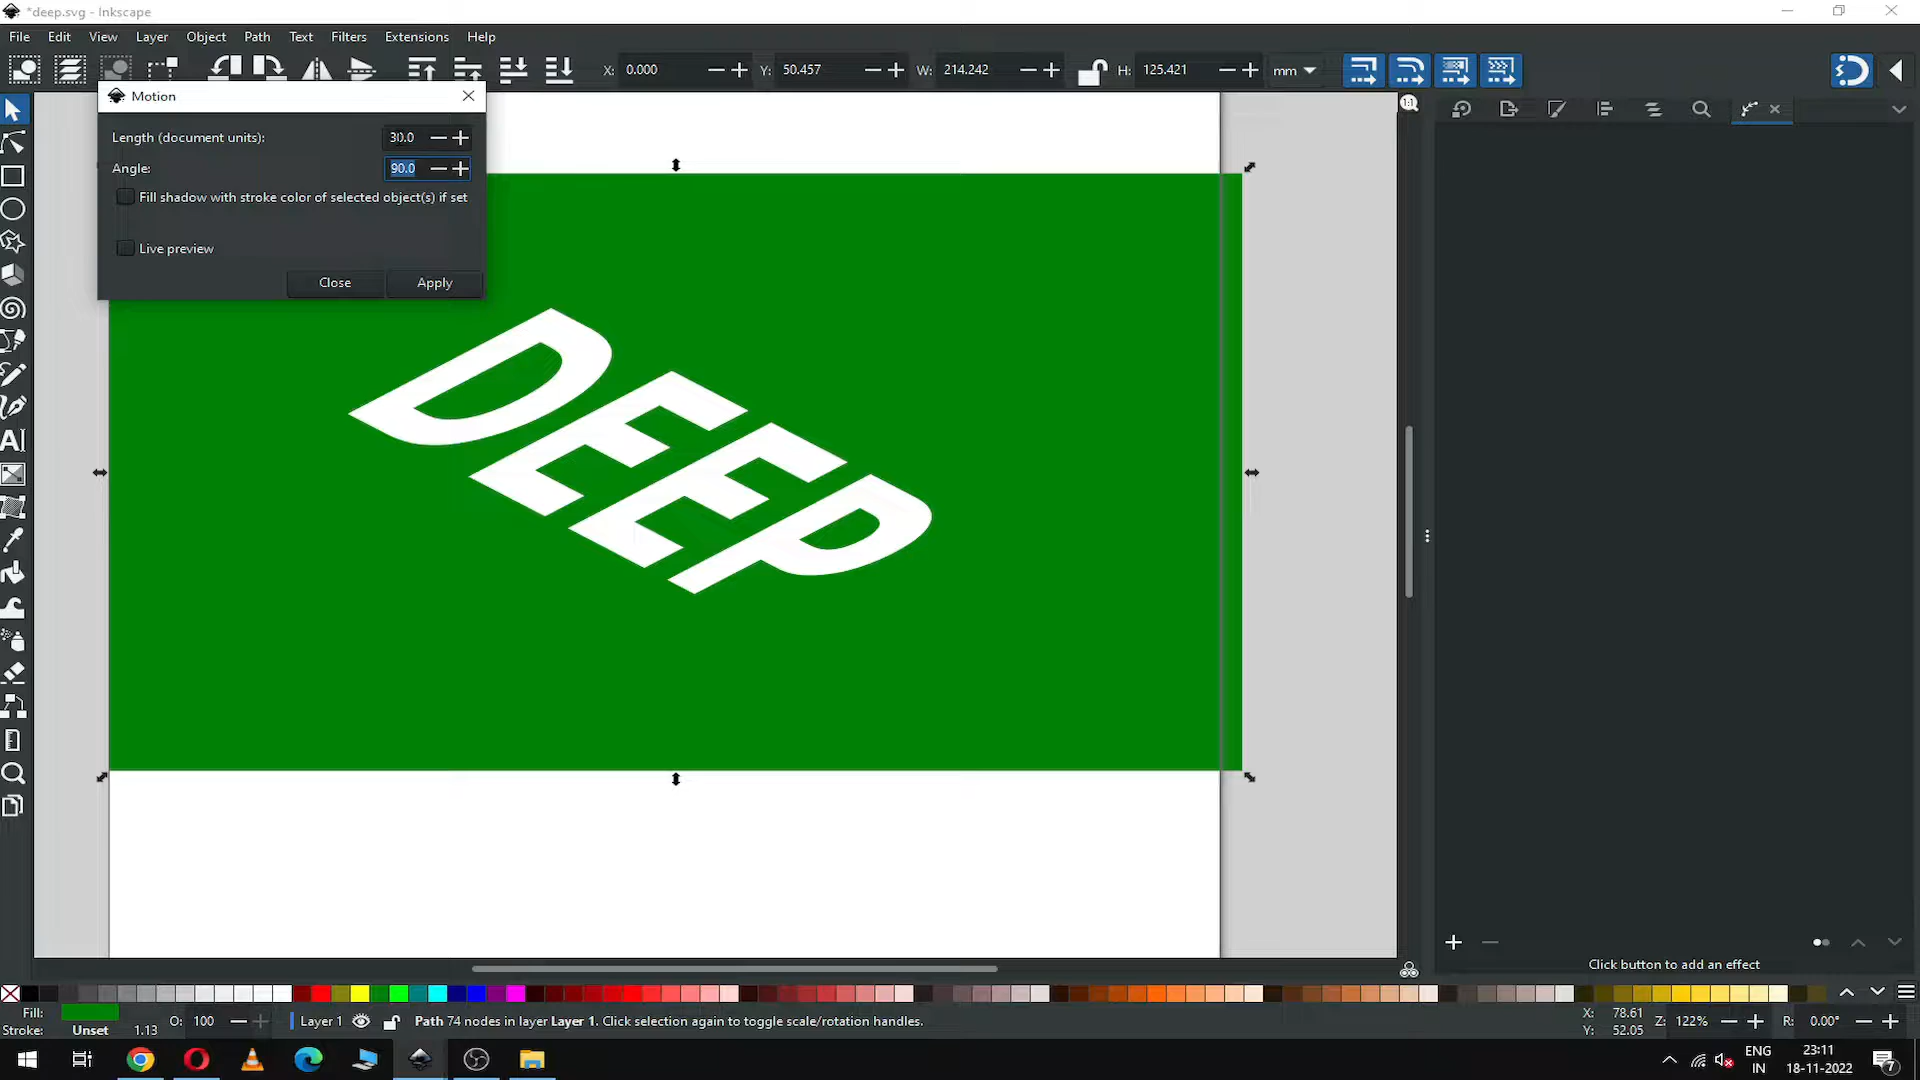 *deep.svg - Inkscape
File Edit View Layer Object Path Text Filters Extensions Help
X: 0.000 Y: 50.457 W: 214.242 H: 125.421 mm
1:1
Motion
Length (document units): 30.0
Angle: 90.0
Fill shadow with stroke color of selected object(s) if set
Live preview
Close Apply
DEEP
Click button to add an effect
Fill:
Stroke: Unset 1.13 O: 100 Layer 1 Path 74 nodes in layer Layer 1. Click selection again to toggle scale/rotation handles.
X: 78.61
Y: 52.05
Z: 122% R: 0.00°
ENG
IN
23:11
18-11-2022
7